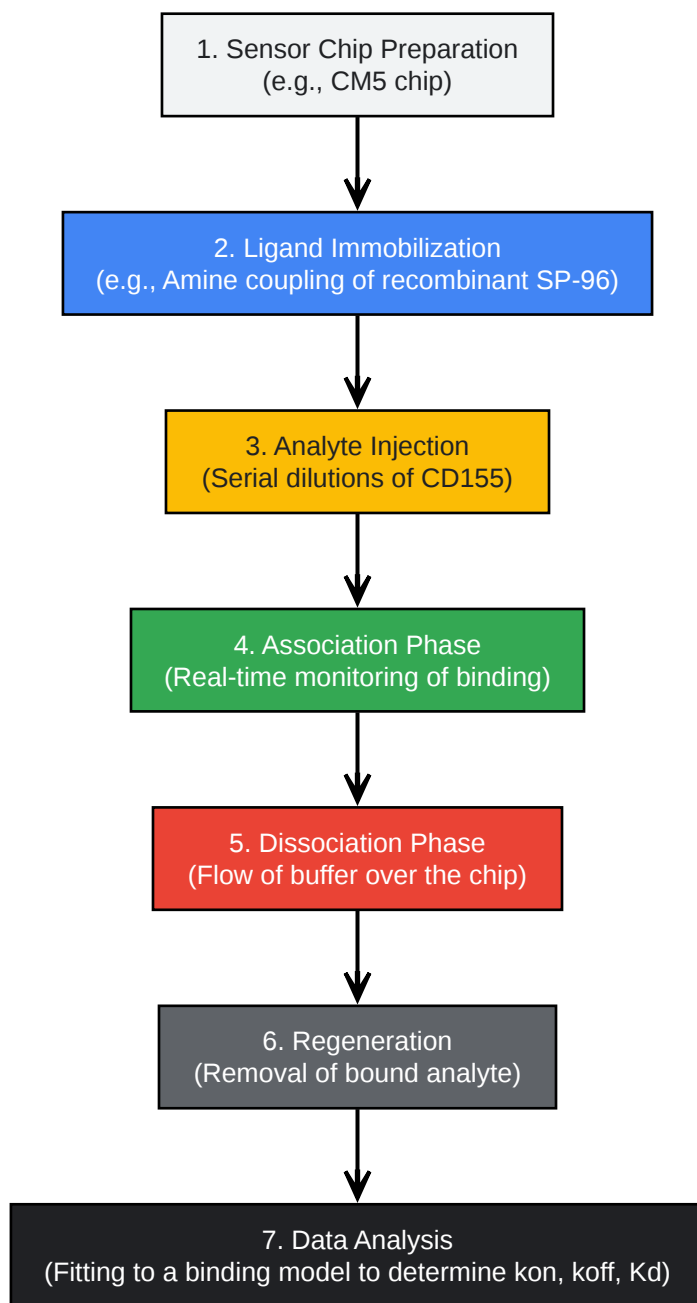 1. Sensor Chip Preparation
(e.g., CM5 chip)
2. Ligand Immobilization
(e.g., Amine coupling of recombinant SP-96)
3. Analyte Injection
(Serial dilutions of CD155)
4. Association Phase
(Real-time monitoring of binding)
5. Dissociation Phase
(Flow of buffer over the chip)
6. Regeneration
(Removal of bound analyte)
7. Data Analysis
(Fitting to a binding model to determine kon, koff, Kd)